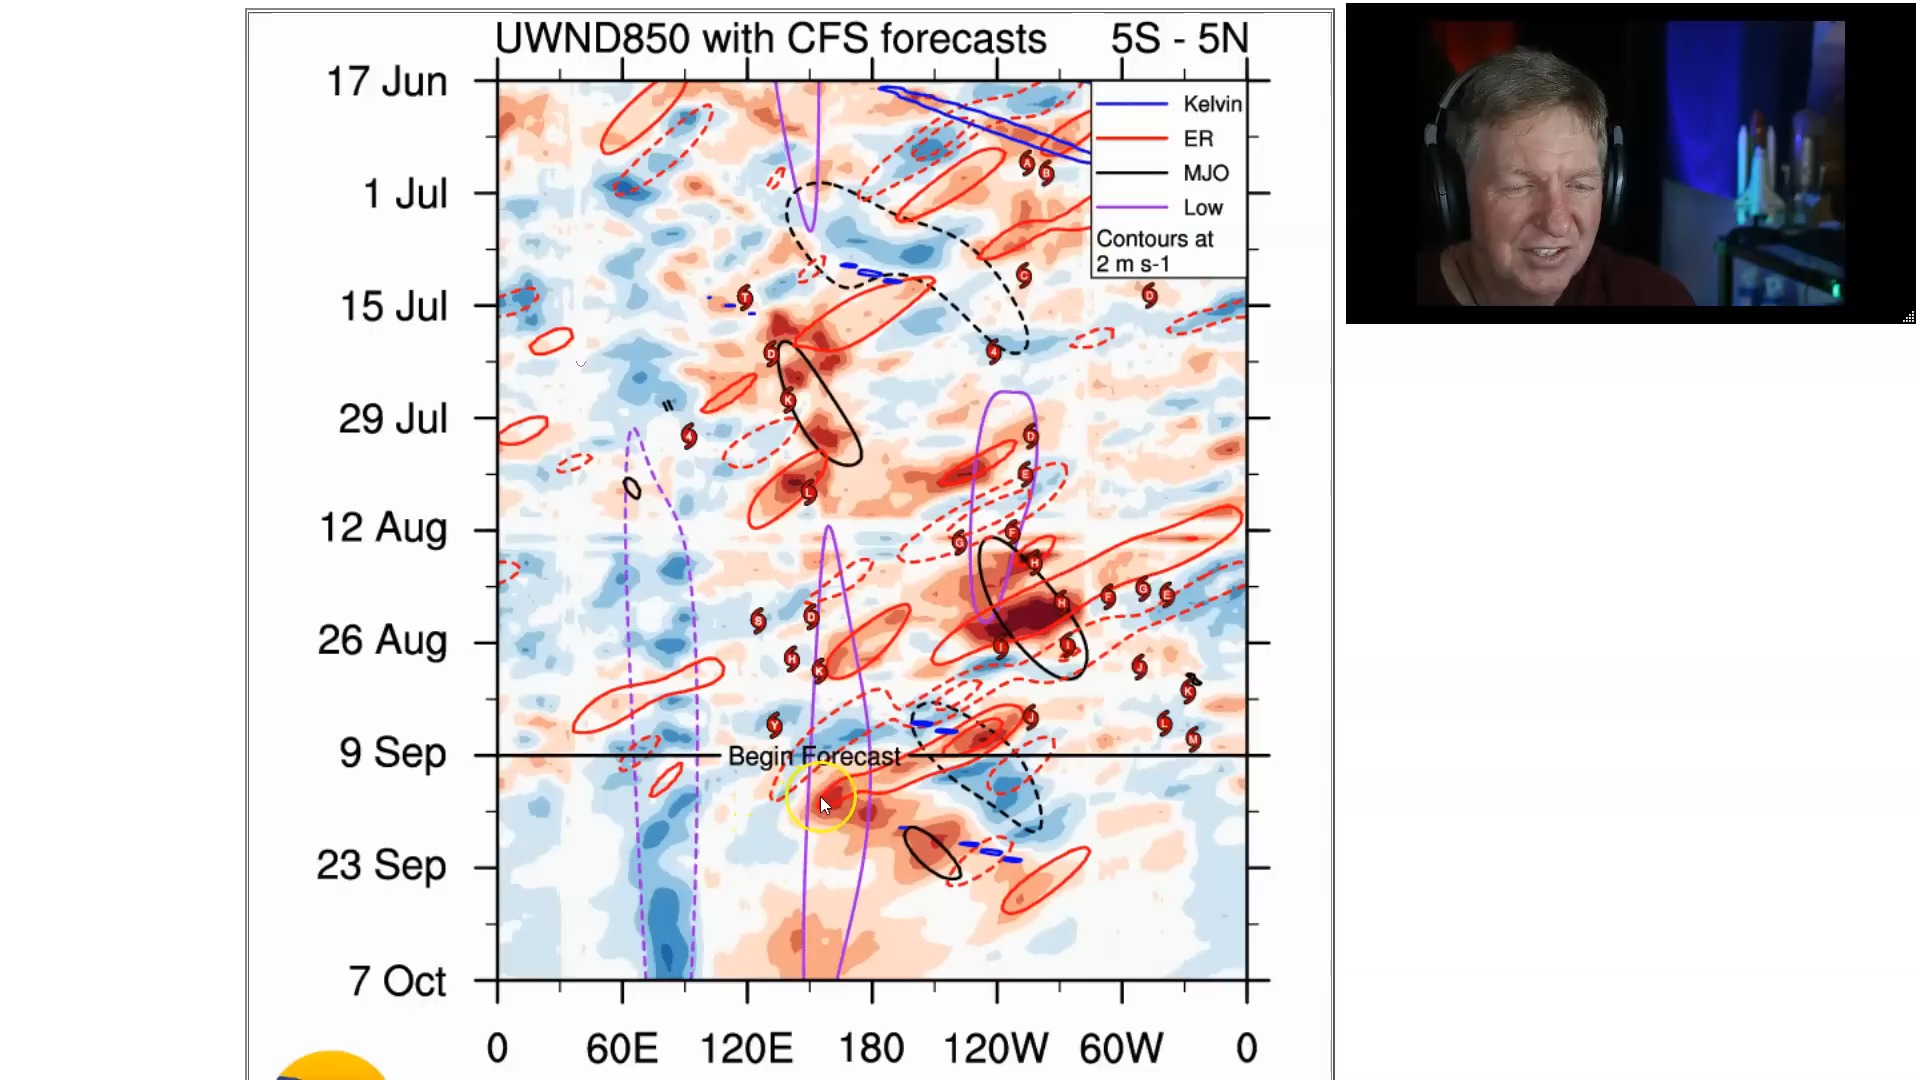 UWND850 with CFS forecasts 5S - 5N
17 Jun
1 Jul
15 Jul
29 Jul
12 Aug
26 Aug
9 Sep
23 Sep
7 Oct
Kelvin
ER
MJO
Low
Contours at
2 m s-1
A
B
C
T
D
D
4
K
4
D
E
L
F
G
H
H
F
G
E
S
D
I
H
K
J
K
J
L
Y
M
Begin Forecast
0 60E 120E 180 120W 60W 0